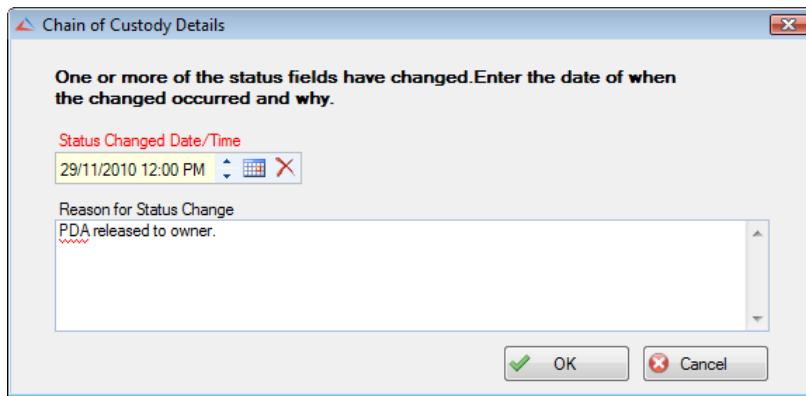 Chain of Custody Details
One or more of the status fields have changed.Enter the date of when
the changed occurred and why.
Status Changed Date/Time
29/11/2010 12:00 PM
Reason for Status Change
PDA released to owner.
OK
Cancel